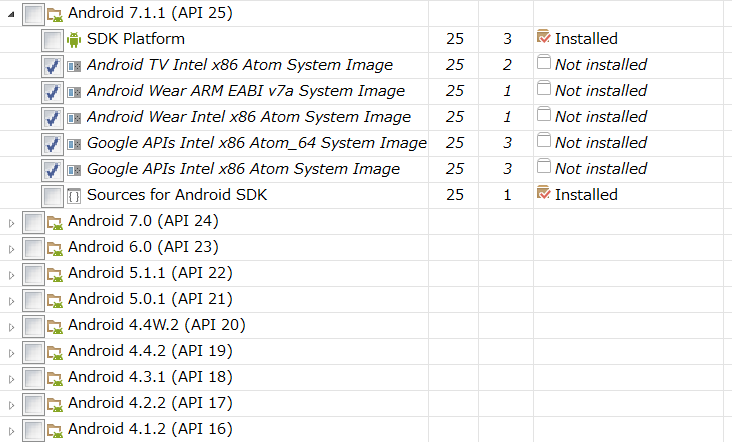 Android 7.1.1 (API 25)
SDK Platform 25 3 Installed
Android TV Intel x86 Atom System Image 25 2 Not installed
Android Wear ARM EABI v7a System Image 25 1 Not installed
Android Wear Intel x86 Atom System Image 25 1 Not installed
Google APIs Intel x86 Atom_64 System Image 25 3 Not installed
Google APIs Intel x86 Atom System Image 25 3 Not installed
Sources for Android SDK 25 1 Installed
Android 7.0 (API 24)
Android 6.0 (API 23)
Android 5.1.1 (API 22)
Android 5.0.1 (API 21)
Android 4.4W.2 (API 20)
Android 4.4.2 (API 19)
Android 4.3.1 (API 18)
Android 4.2.2 (API 17)
Android 4.1.2 (API 16)